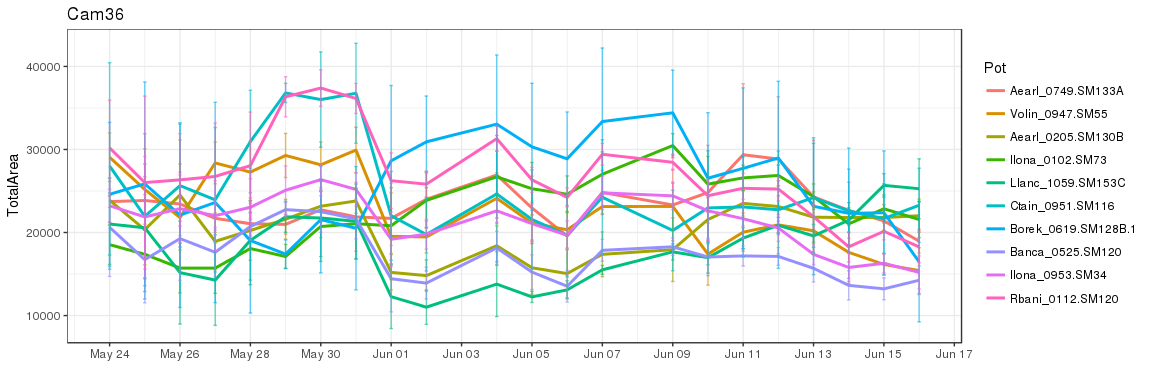 Cam36
TotalArea
40000
30000
20000
10000
May 24
May 26
May 28
May 30
Jun 01
Jun 03
Jun 05
Jun 07
Jun 09
Jun 11
Jun 13
Jun 15
Jun 17
Pot
Aearl_0749.SM133A
Volin_0947.SM55
Aearl_0205.SM130B
Ilona_0102.SM73
Llanc_1059.SM153C
Ctain_0951.SM116
Borek_0619.SM128B.1
Banca_0525.SM120
Ilona_0953.SM34
Rbani_0112.SM120